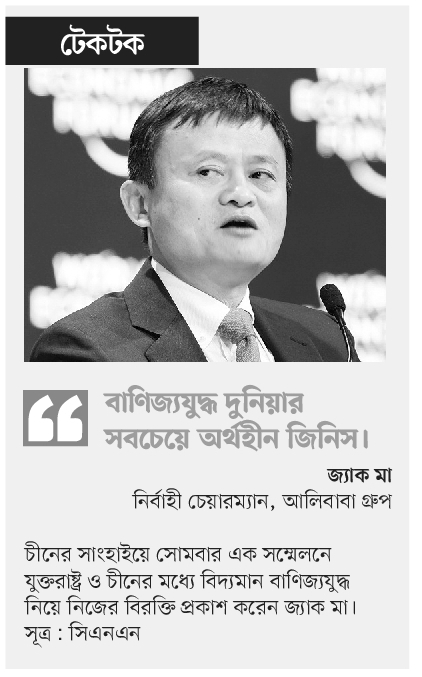 টেকটক
বাণিজ্যযুদ্ধ দুনিয়ার
সবচেয়ে অর্থহীন জিনিস।
জ্যাক মা
নির্বাহী চেয়ারম্যান, আলিবাবা গ্রুপ
চীনের সাংহাইয়ে সোমবার এক সম্মেলনে
যুক্তরাষ্ট্র ও চীনের মধ্যে বিদ্যমান বাণিজ্যযুদ্ধ
নিয়ে নিজের বিরক্তি প্রকাশ করেন জ্যাক মা।
সূত্র : সিএনএন